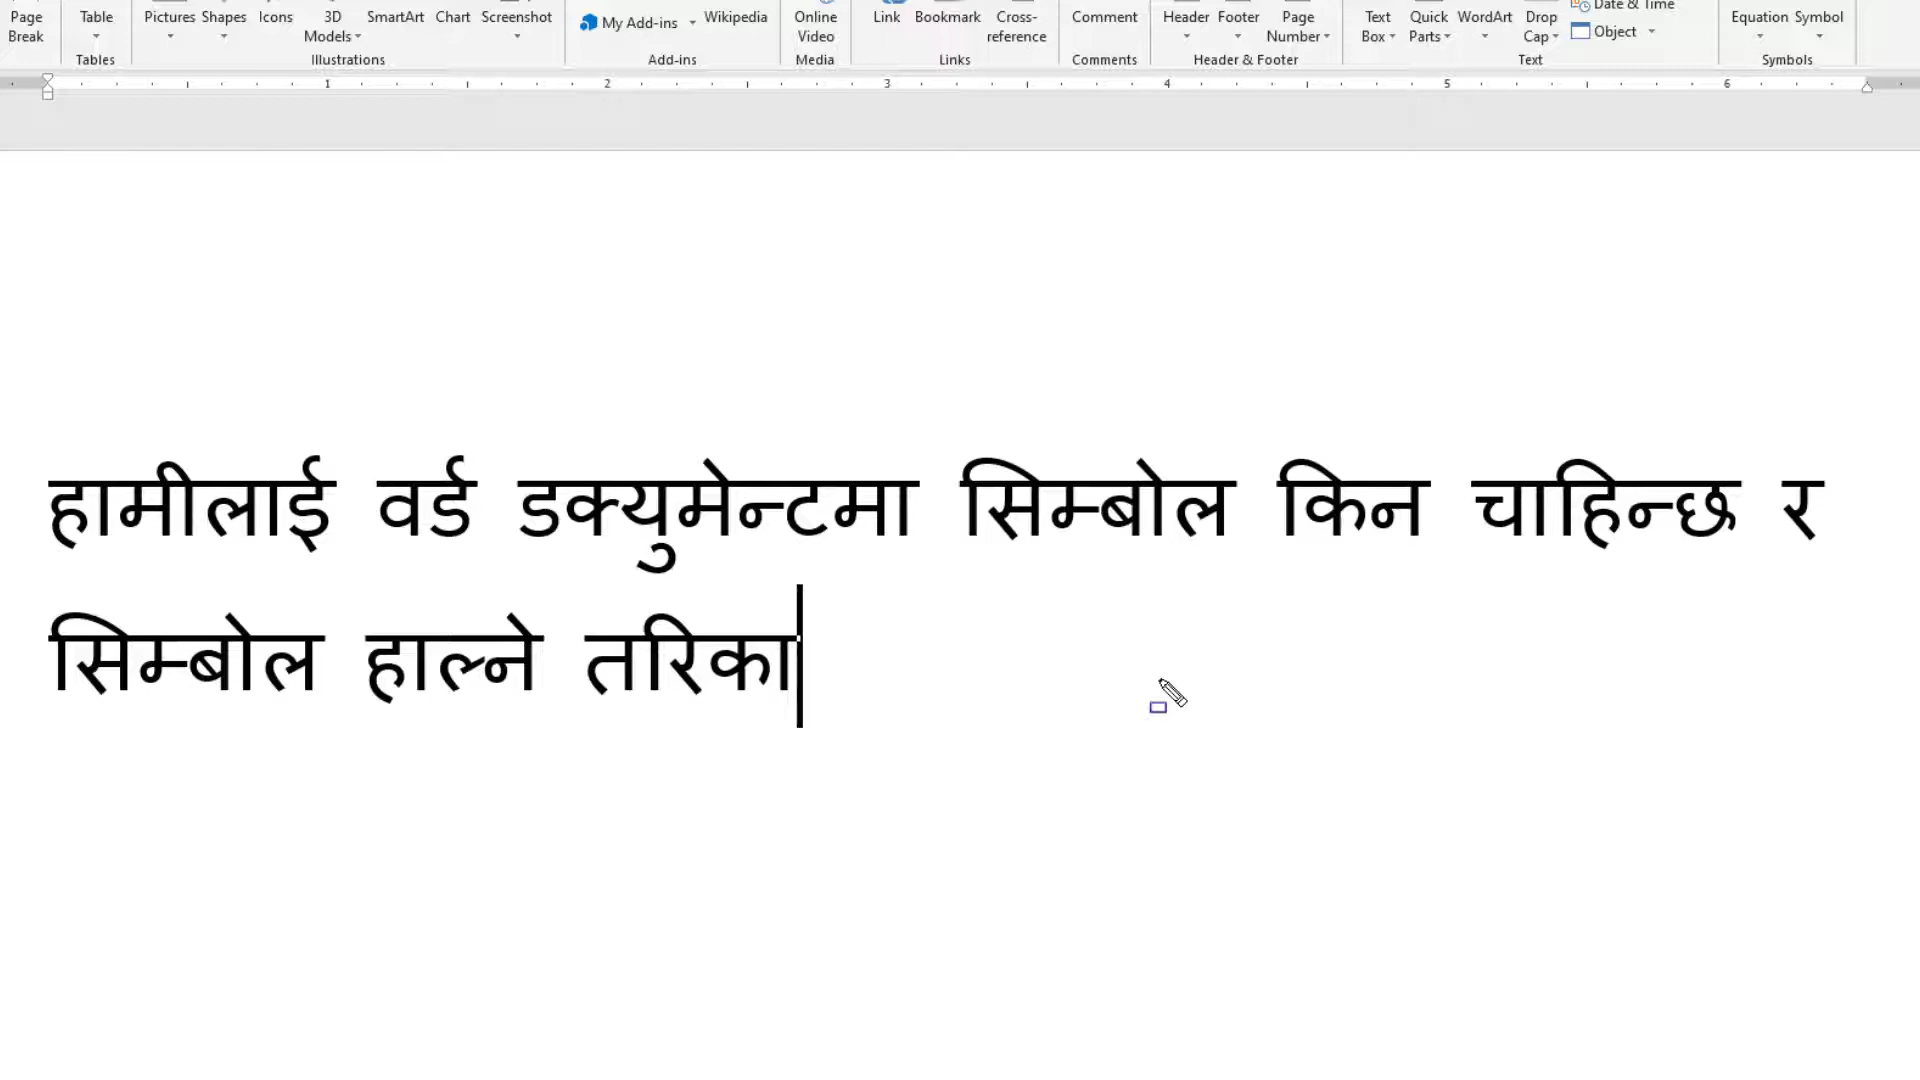 Page Break
Table
Pictures Shapes Icons 3D Models SmartArt Chart Screenshot
My Add-ins Wikipedia
Online Video
Link Bookmark Cross-reference
Comment
Header Footer Page Number
Text Box Quick Parts WordArt Drop Cap Date & Time
Object
Equation Symbol
Tables Illustrations Add-ins Media Links Comments Header & Footer Text Symbols
1 2 3 4 5 6
हामीलाई वर्ड डक्युमेन्टमा सिम्बोल किन चाहिन्छ र
सिम्बोल हाल्ने तरिका